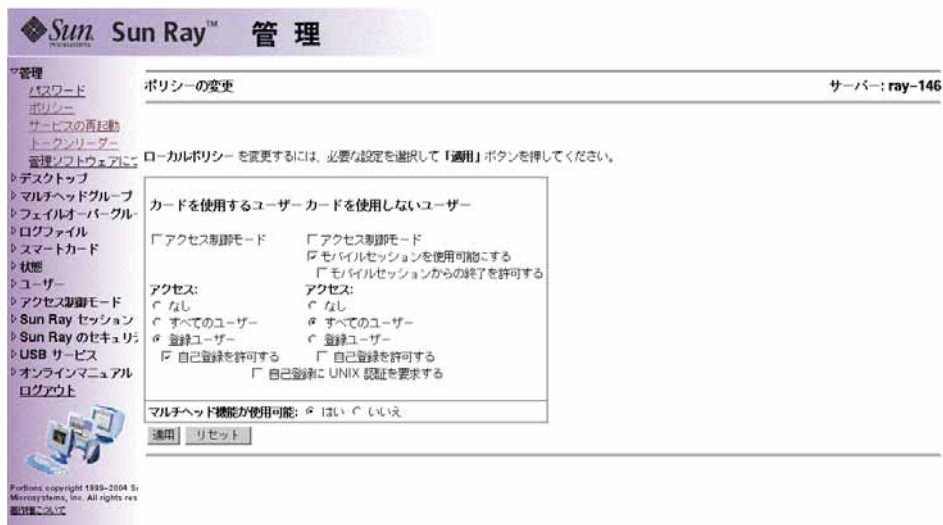 Sun Sun Ray™ 管理
管理
パスワード
ポリシー
サービスの再起動
トークンリーダー
管理ソフトウェアにつ
デスクトップ
マルチヘッドグループ
フェイルオーバーグル
ログファイル
スマートカード
状態
ユーザー
アクセス制御モード
Sun Ray セッション
Sun Ray のセキュリ
USB サービス
オンラインマニュアル
ログアウト
Portions copyright 1999-2004 S
Microsystems, Inc. All rights res
ポリシーの変更
サーバー: ray-146
ローカルポリシー を変更するには、必要な設定を選択して「適用」ボタンを押してください。
カードを使用するユーザー カードを使用しないユーザー
アクセス制御モード アクセス制御モード
モバイルセッションを使用可能にする
モバイルセッションからの終了を許可する
アクセス: アクセス:
なし なし
すべてのユーザー すべてのユーザー
登録ユーザー 登録ユーザー
自己登録を許可する 自己登録を許可する
自己登録に UNIX 認証を要求する
マルチヘッド機能が使用可能: はい いいえ
適用 リセット